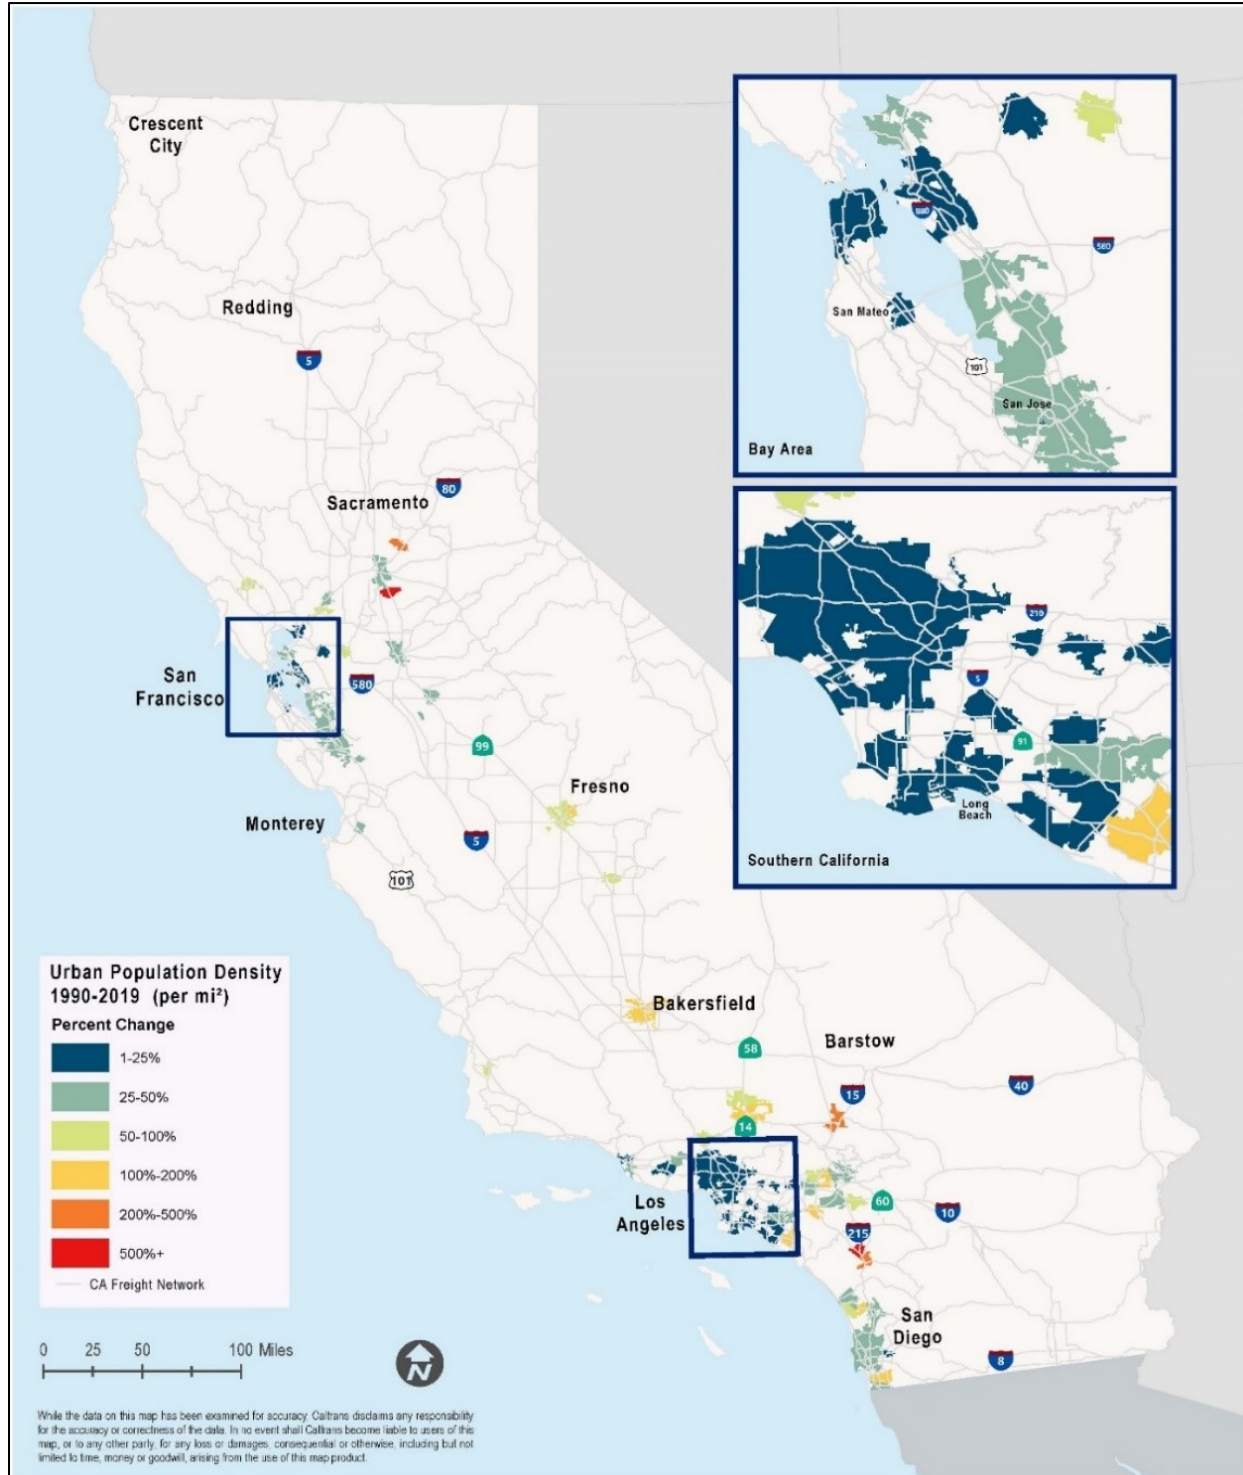 Crescent
City
Redding
5
80
Sacramento
San
Francisco
580
99
Fresno
Monterey
5
101
Bakersfield
58
Barstow
15
40
14
Los
Angeles
60
10
215
San
Diego
8
680
580
San Mateo
101
San Jose
Bay Area
210
5
91
Long
Beach
Southern California
Urban Population Density
1990-2019 (per mi²)
Percent Change
1-25%
25-50%
50-100%
100%-200%
200%-500%
500%+
CA Freight Network
0 25 50 100 Miles
N
While the data on this map has been examined for accuracy, Caltrans disclaims any responsibility
for the accuracy or correctness of the data. In no event shall Caltrans become liable to users of this
map, or to any other party, for any loss or damages, consequential or otherwise, including but not
limited to time, money or goodwill, arising from the use of this map product.